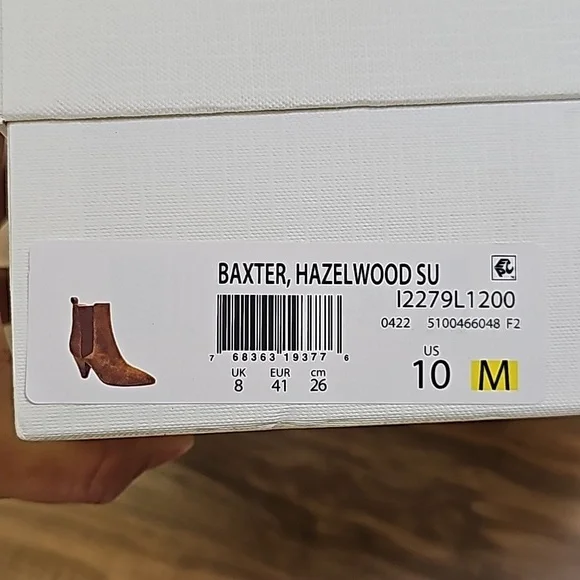 BAXTER, HAZELWOOD SU
I2279L1200
0422 5100466048 F2
7 68363 19377 6
UK EUR cm
8 41 26
US
10 M